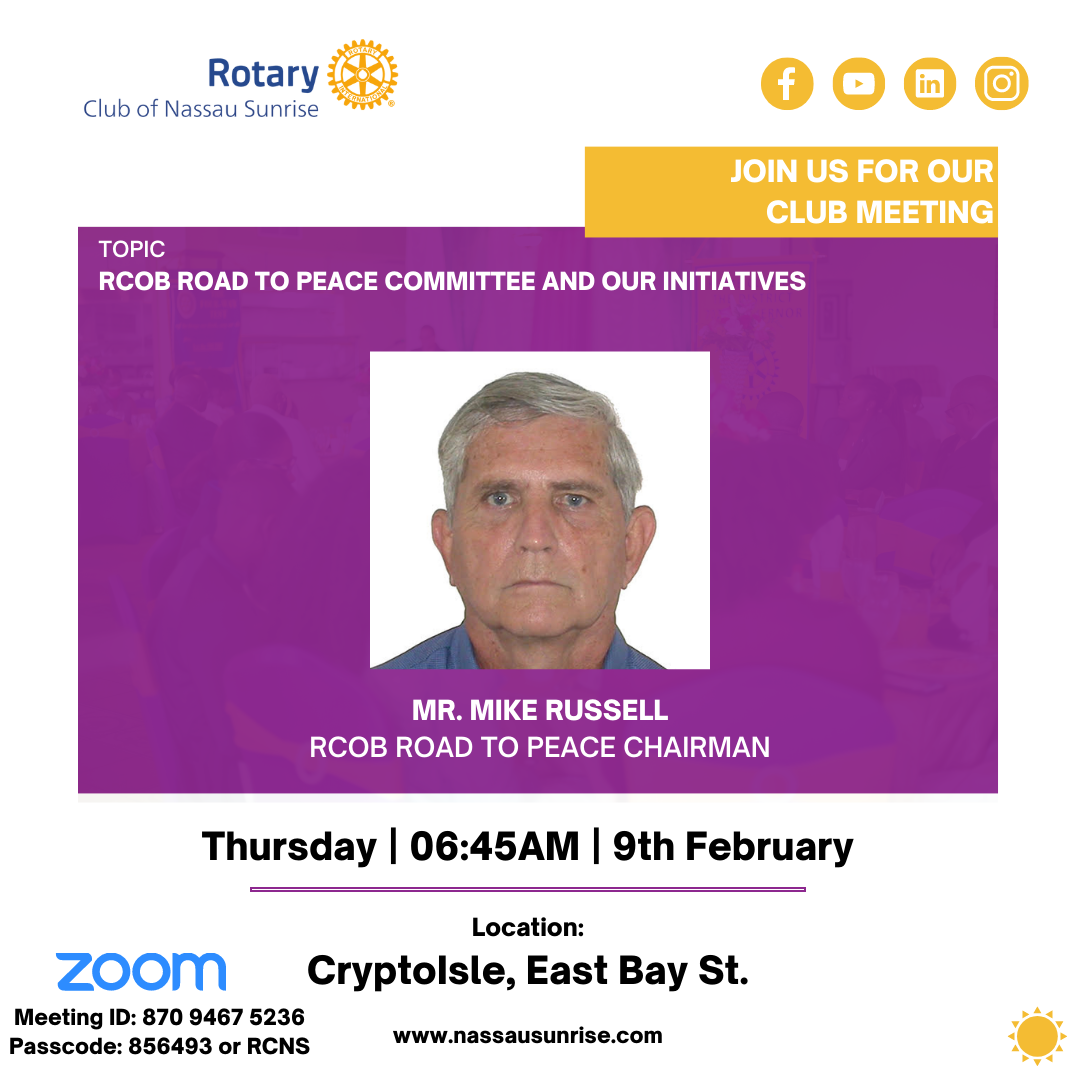 Rotary
Club of Nassau Sunrise
ROTARY
INTERNATIONAL
JOIN US FOR OUR
CLUB MEETING
TOPIC
RCOB ROAD TO PEACE COMMITTEE AND OUR INITIATIVES
MR. MIKE RUSSELL
RCOB ROAD TO PEACE CHAIRMAN
Thursday | 06:45AM | 9th February
Location:
CryptoIsle, East Bay St.
zoom
Meeting ID: 870 9467 5236
Passcode: 856493 or RCNS
www.nassausunrise.com